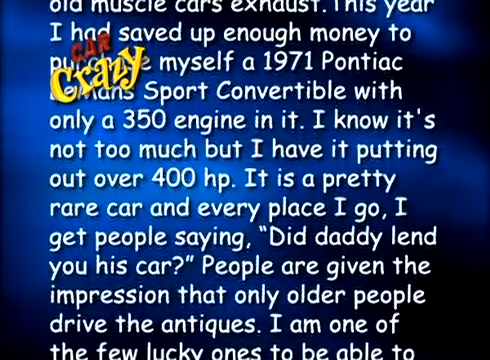 old muscle cars exhaust. This year
I had saved up enough money to
CAR
Crazy
myself a 1971 Pontiac
Sport Convertible with
only a 350 engine in it. I know it's
not too much but I have it putting
out over 400 hp. It is a pretty
rare car and every place I go, I
get people saying, “Did daddy lend
you his car?” People are given the
impression that only older people
drive the antiques. I am one of
the few lucky ones to be able to